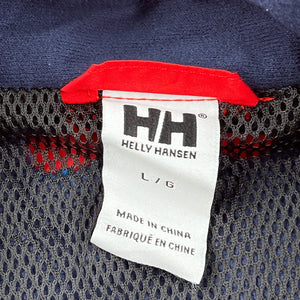 HH®
HELLY HANSEN
L / G
MADE IN CHINA
FABRIQUÉ EN CHINE